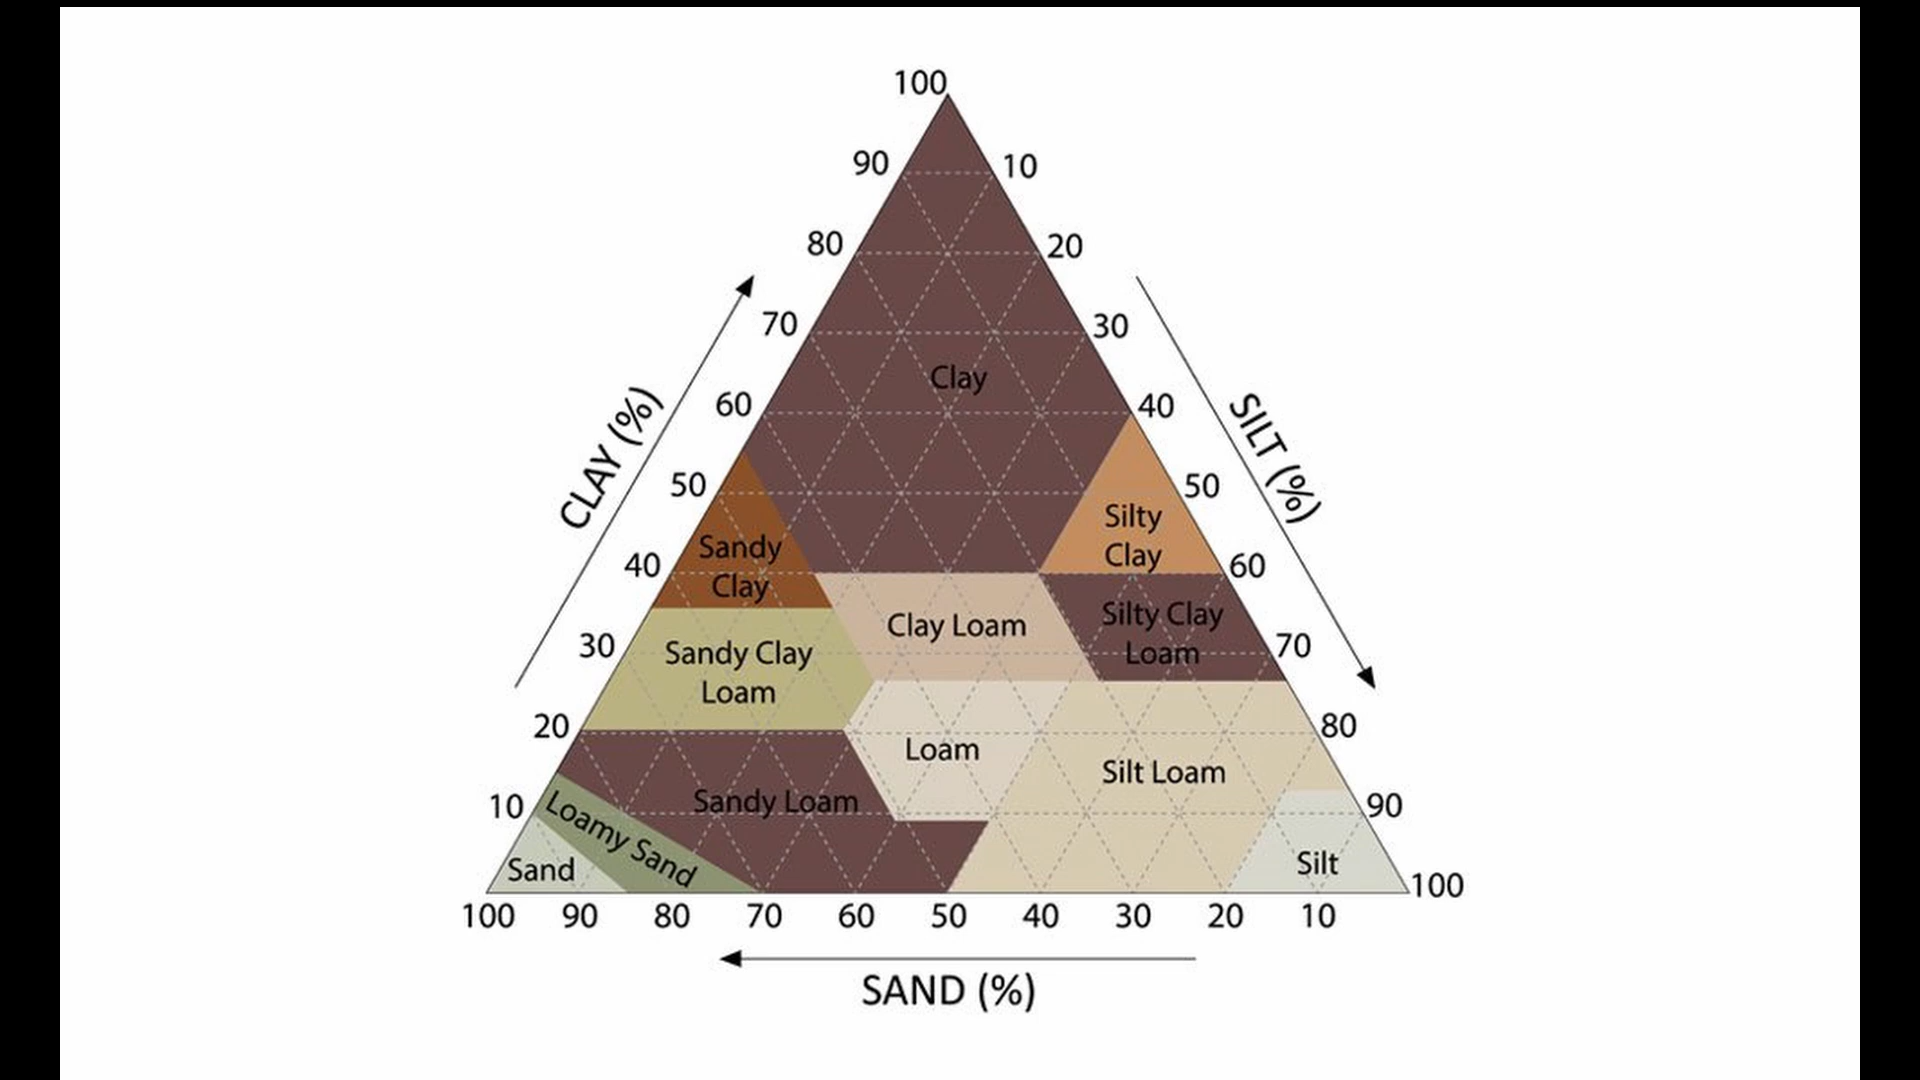 100
90
10
80
20
70
30
Clay
60
40
50
50
CLAY (%)
SILT (%)
Silty
Clay
Sandy
Clay
40
60
Clay Loam
Silty Clay
Loam
30
70
Sandy Clay
Loam
20
80
Loam
Silt Loam
Sandy Loam
10
90
Loamy Sand
Sand
Silt
100
100
90
80
70
60
50
40
30
20
10
SAND (%)